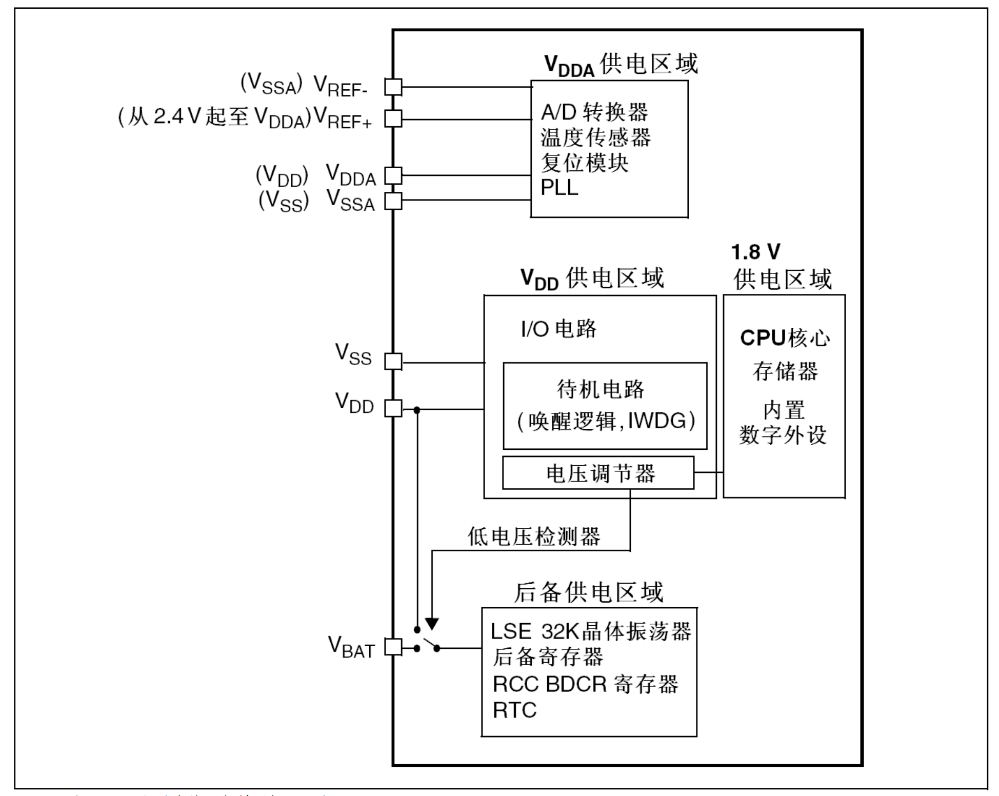 VDDA 供电区域
(VSSA) VREF-
(从 2.4 V 起至 VDDA) VREF+
(VDD) VDDA
(VSS) VSSA
A/D 转换器
温度传感器
复位模块
PLL
1.8 V
供电区域
VDD 供电区域
I/O 电路
CPU核心
存储器
内置
数字外设
VSS
VDD
待机电路
(唤醒逻辑,IWDG)
电压调节器
低电压检测器
后备供电区域
VBAT
LSE 32K晶体振荡器
后备寄存器
RCC BDCR 寄存器
RTC